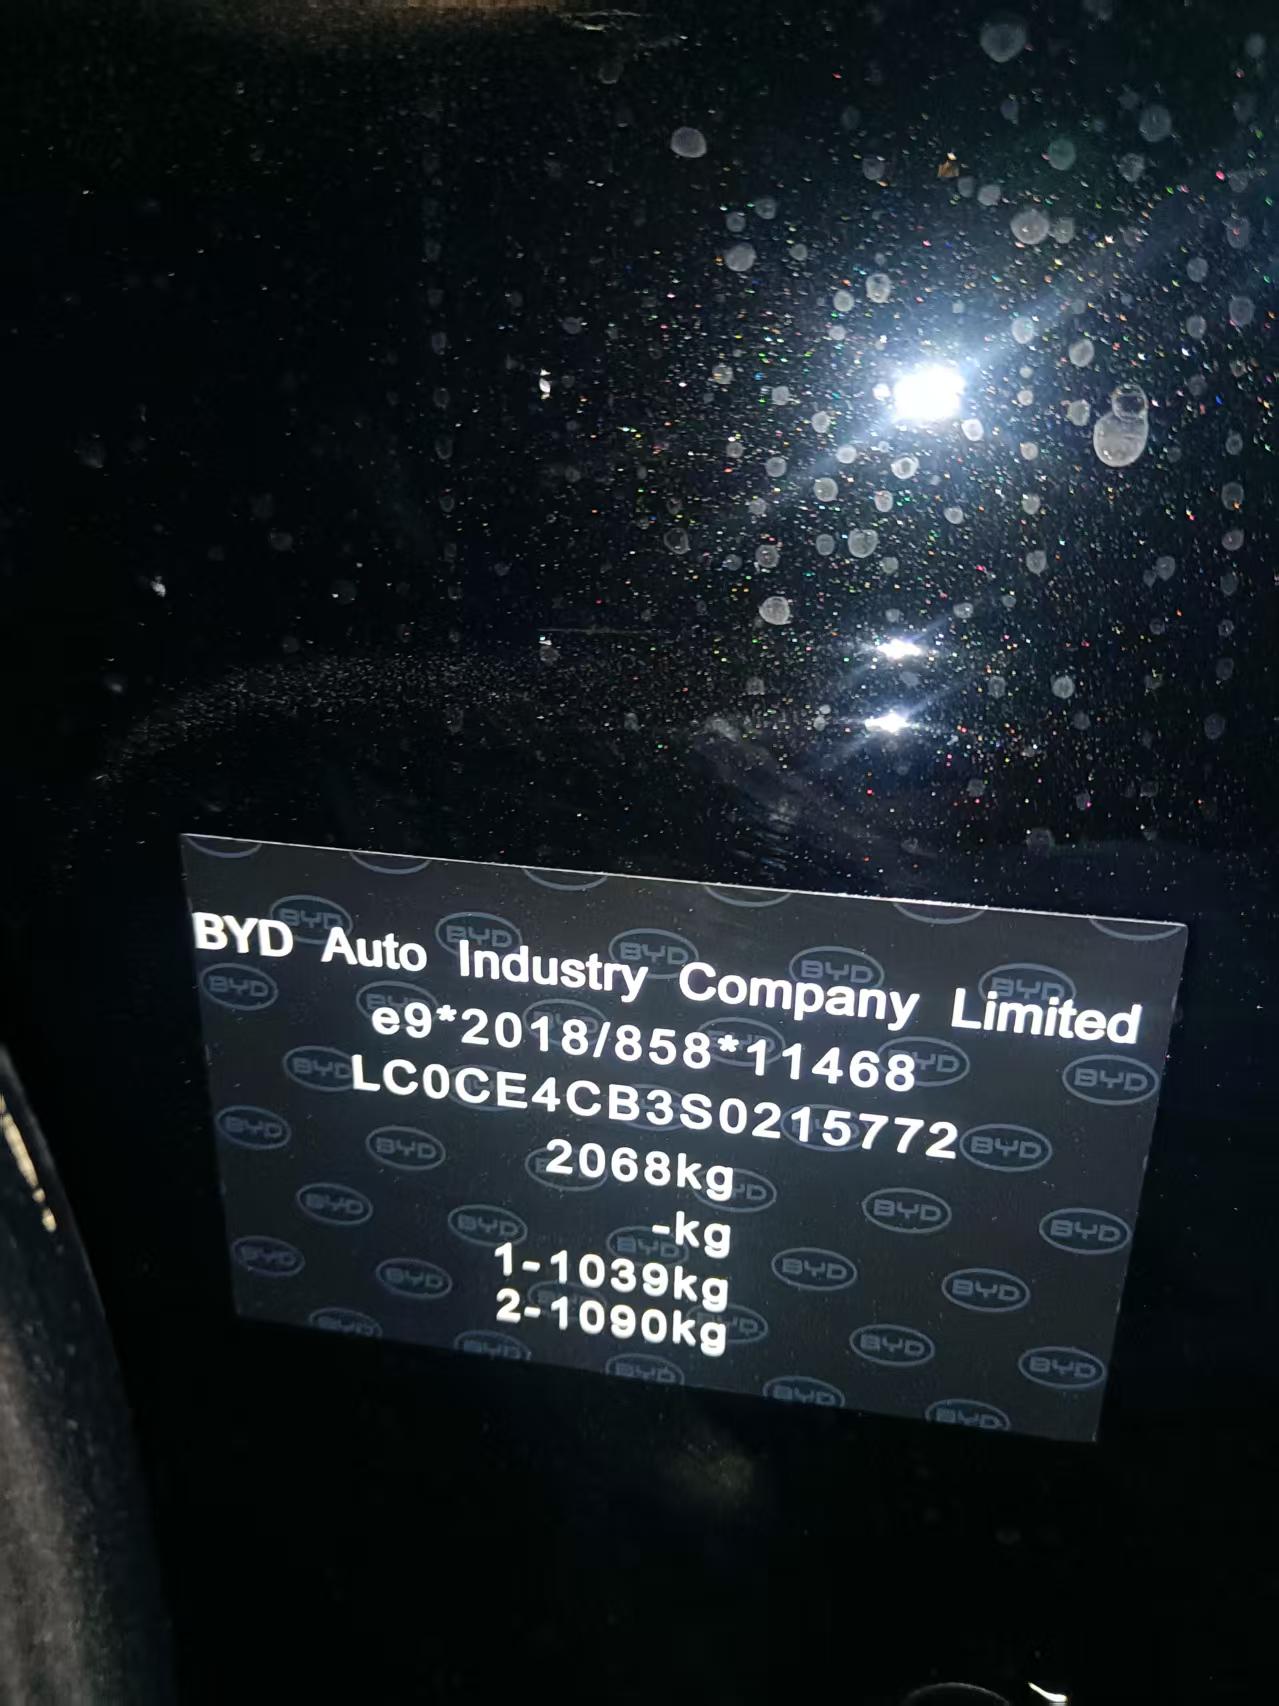 BYD Auto Industry Company Limited
e9*2018/858*11468
LC0CE4CB3S0215772
2068kg
-kg
1-1039kg
2-1090kg